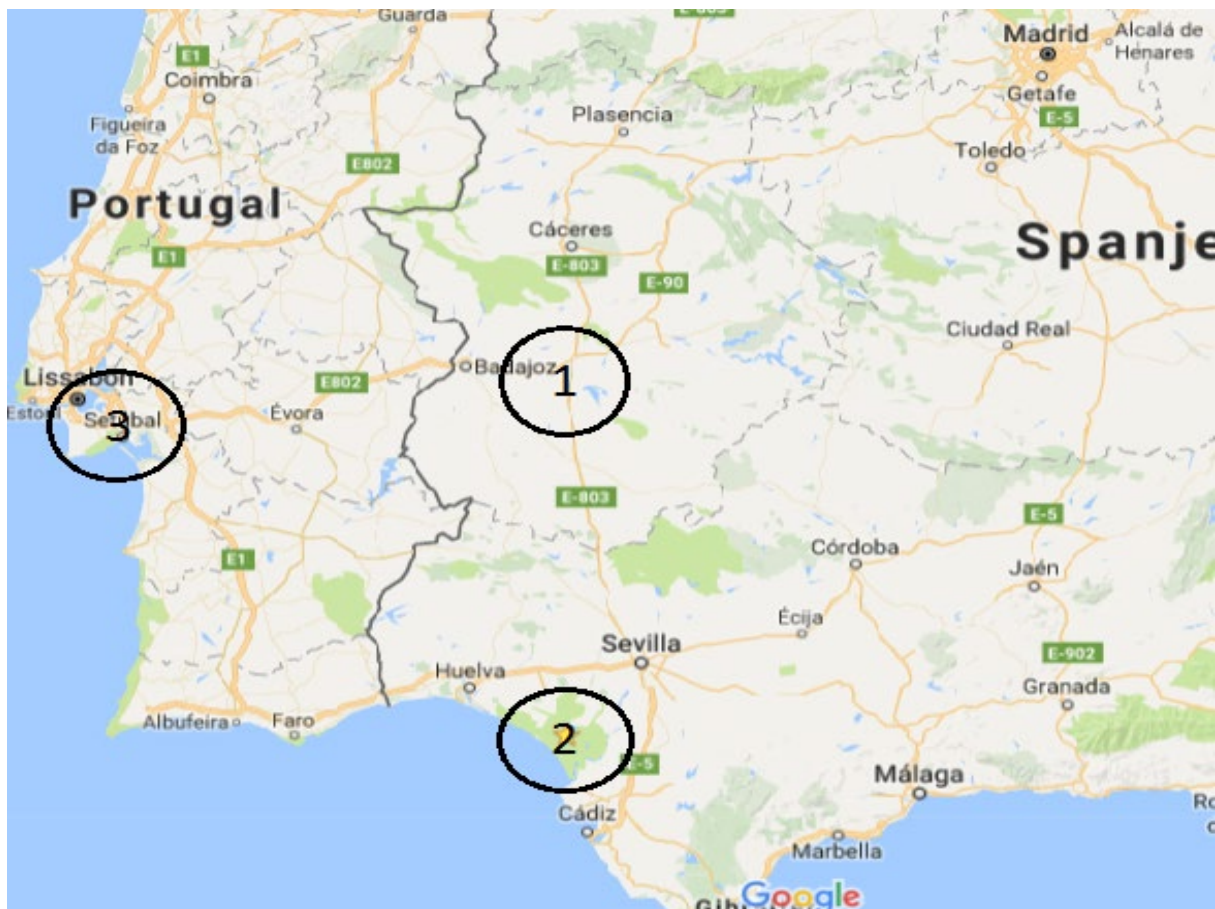 Guarda
Madrid
Alcalá de
Hénares
E1
Coimbra
Getafe
E-5
Plasencia
Figueira
da Foz
E802
Toledo
Portugal
Cáceres
Spanje
E1
E-803
E-90
Ciudad Real
Badajoz
1
Lissabon
E802
Estoril
Setúbal
3
Évora
E-803
E-5
Córdoba
E1
Jaén
Écija
Sevilla
E-902
Huelva
Granada
Albufeira
Faro
2
E-5
Málaga
Cádiz
Marbella
Google